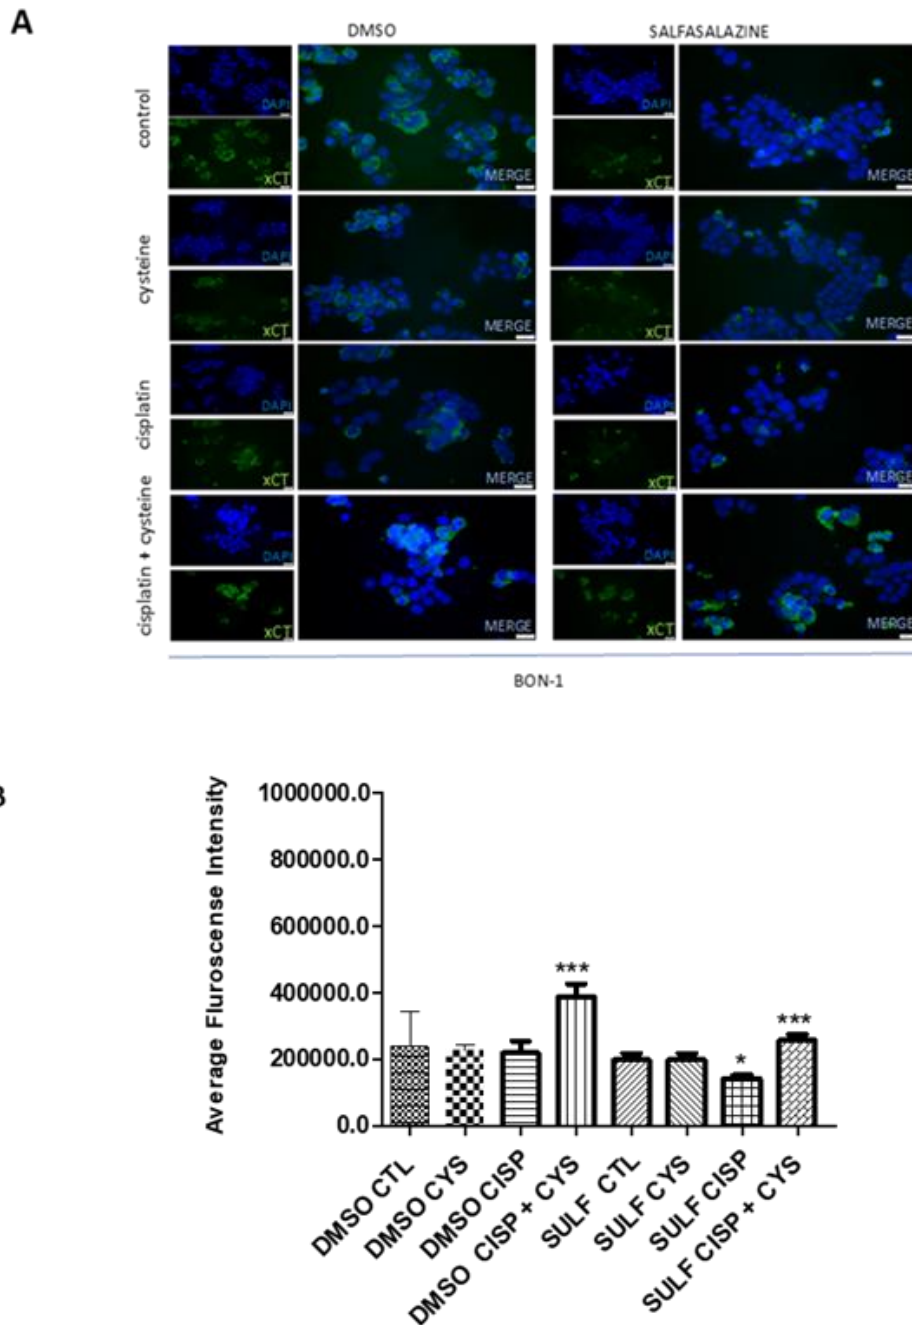 A
DMSO
SALFASALAZINE
control
DAPI
xCT
MERGE
DAPI
xCT
MERGE
cysteine
DAPI
xCT
MERGE
DAPI
xCT
MERGE
cisplatin
DAPI
xCT
MERGE
DAPI
xCT
MERGE
cisplatin + cysteine
DAPI
xCT
MERGE
DAPI
xCT
MERGE
BON-1
B
Average Fluroscense Intensity
1000000.0
800000.0
600000.0
400000.0
200000.0
0.0
***
*
***
DMSO CTL
DMSO CYS
DMSO CISP
DMSO CISP + CYS
SULF CTL
SULF CYS
SULF CISP
SULF CISP + CYS